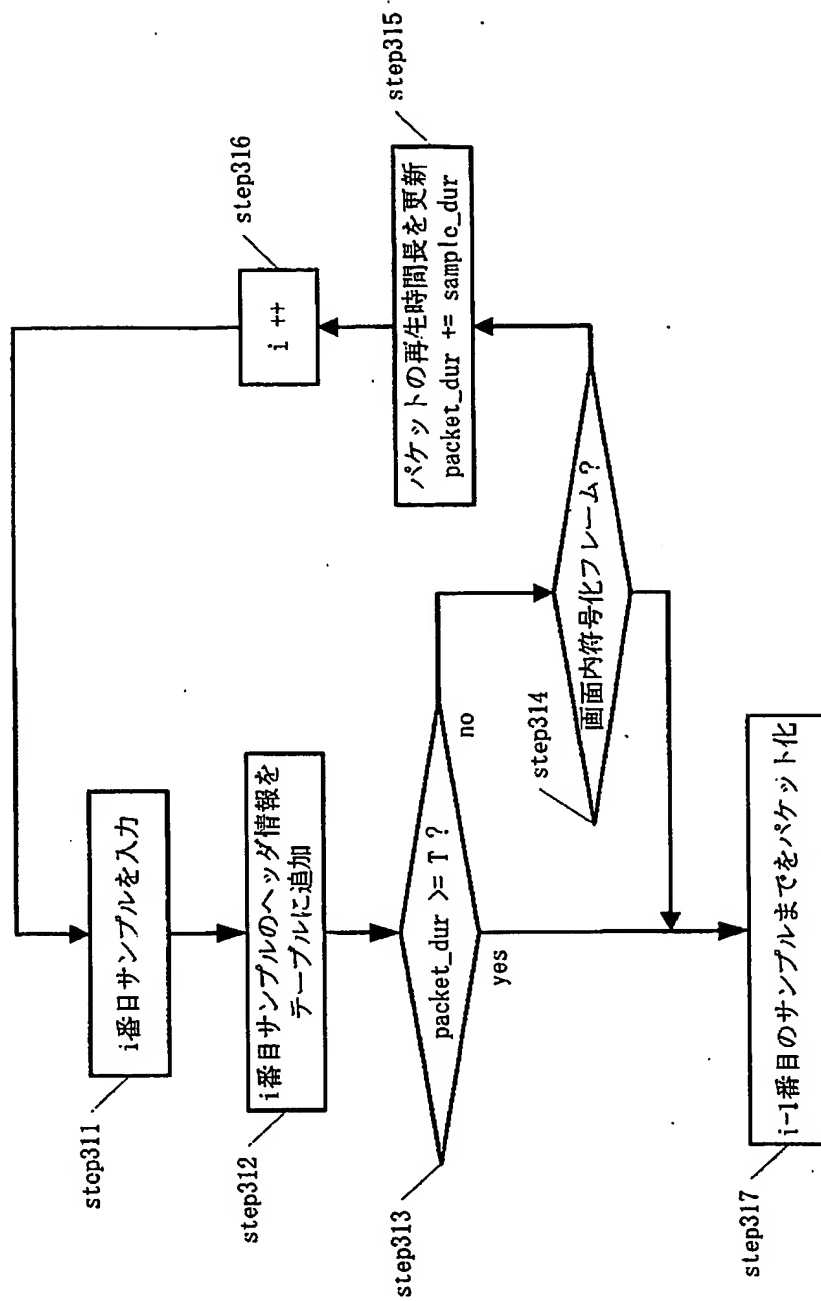 stcp311
i番目サンプルを入力
step312
i番目サンプルのヘッダ情報を
テーブルに追加
step313
packet_dur >= T ?
yes
no
step314
画面内符号化フレーム?
step315
パケットの再生時間長を更新
packet_dur += samplc_dur
step316
i ++
step317
i-1番目のサンプルまでをパケット化